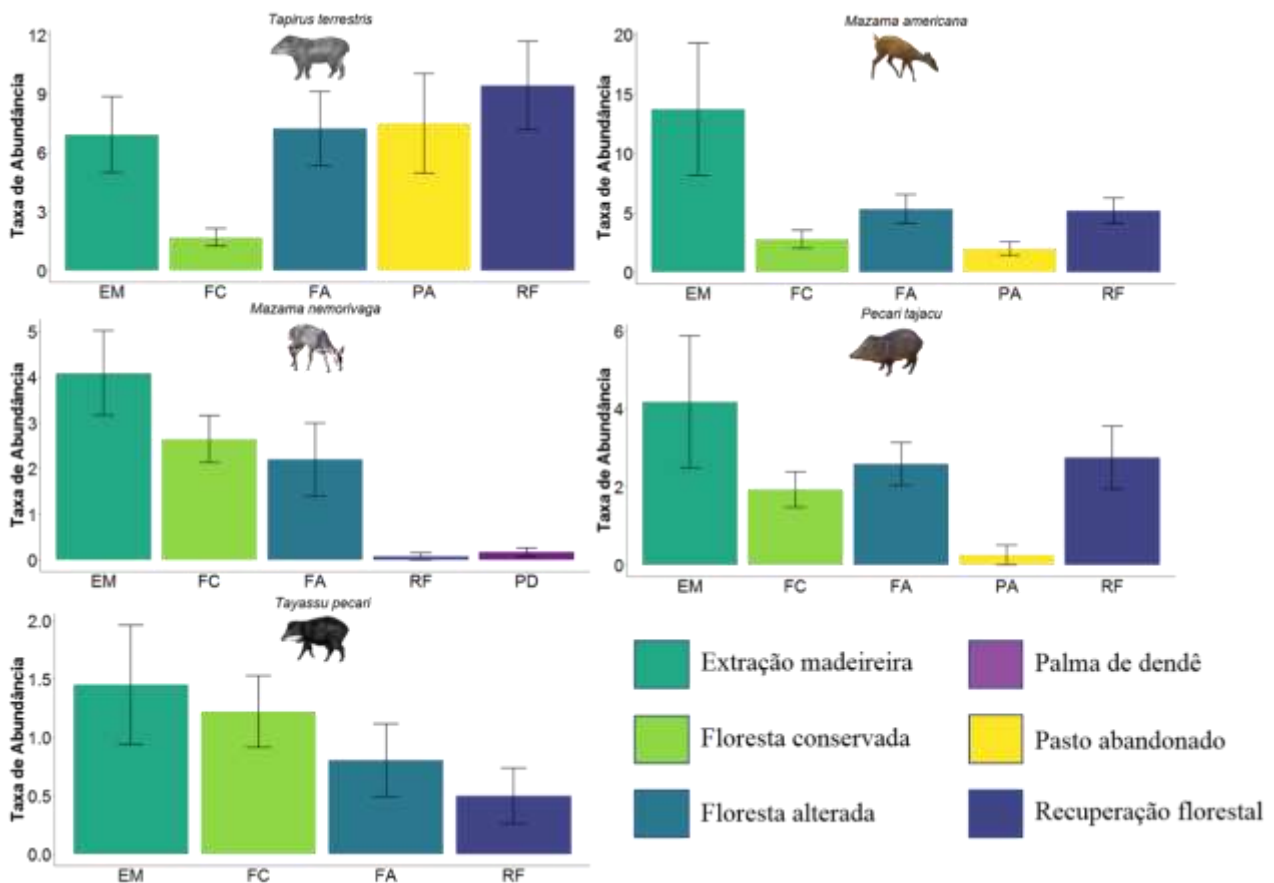 Tapirus terrestris
Taxa de Abundância
12
9
6
3
0
EM FC FA PA RF
Mazama americana
Taxa de Abundância
20
15
10
5
0
EM FC FA PA RF
Mazama nemorivaga
Taxa de Abundância
5
4
3
2
1
0
EM FC FA RF PD
Pecari tajacu
Taxa de Abundância
6
4
2
0
EM FC FA PA RF
Tayassu pecari
Taxa de Abundância
2.0
1.5
1.0
0.5
0.0
EM FC FA RF
Extração madeireira
Palma de dendê
Floresta conservada
Pasto abandonado
Floresta alterada
Recuperação florestal